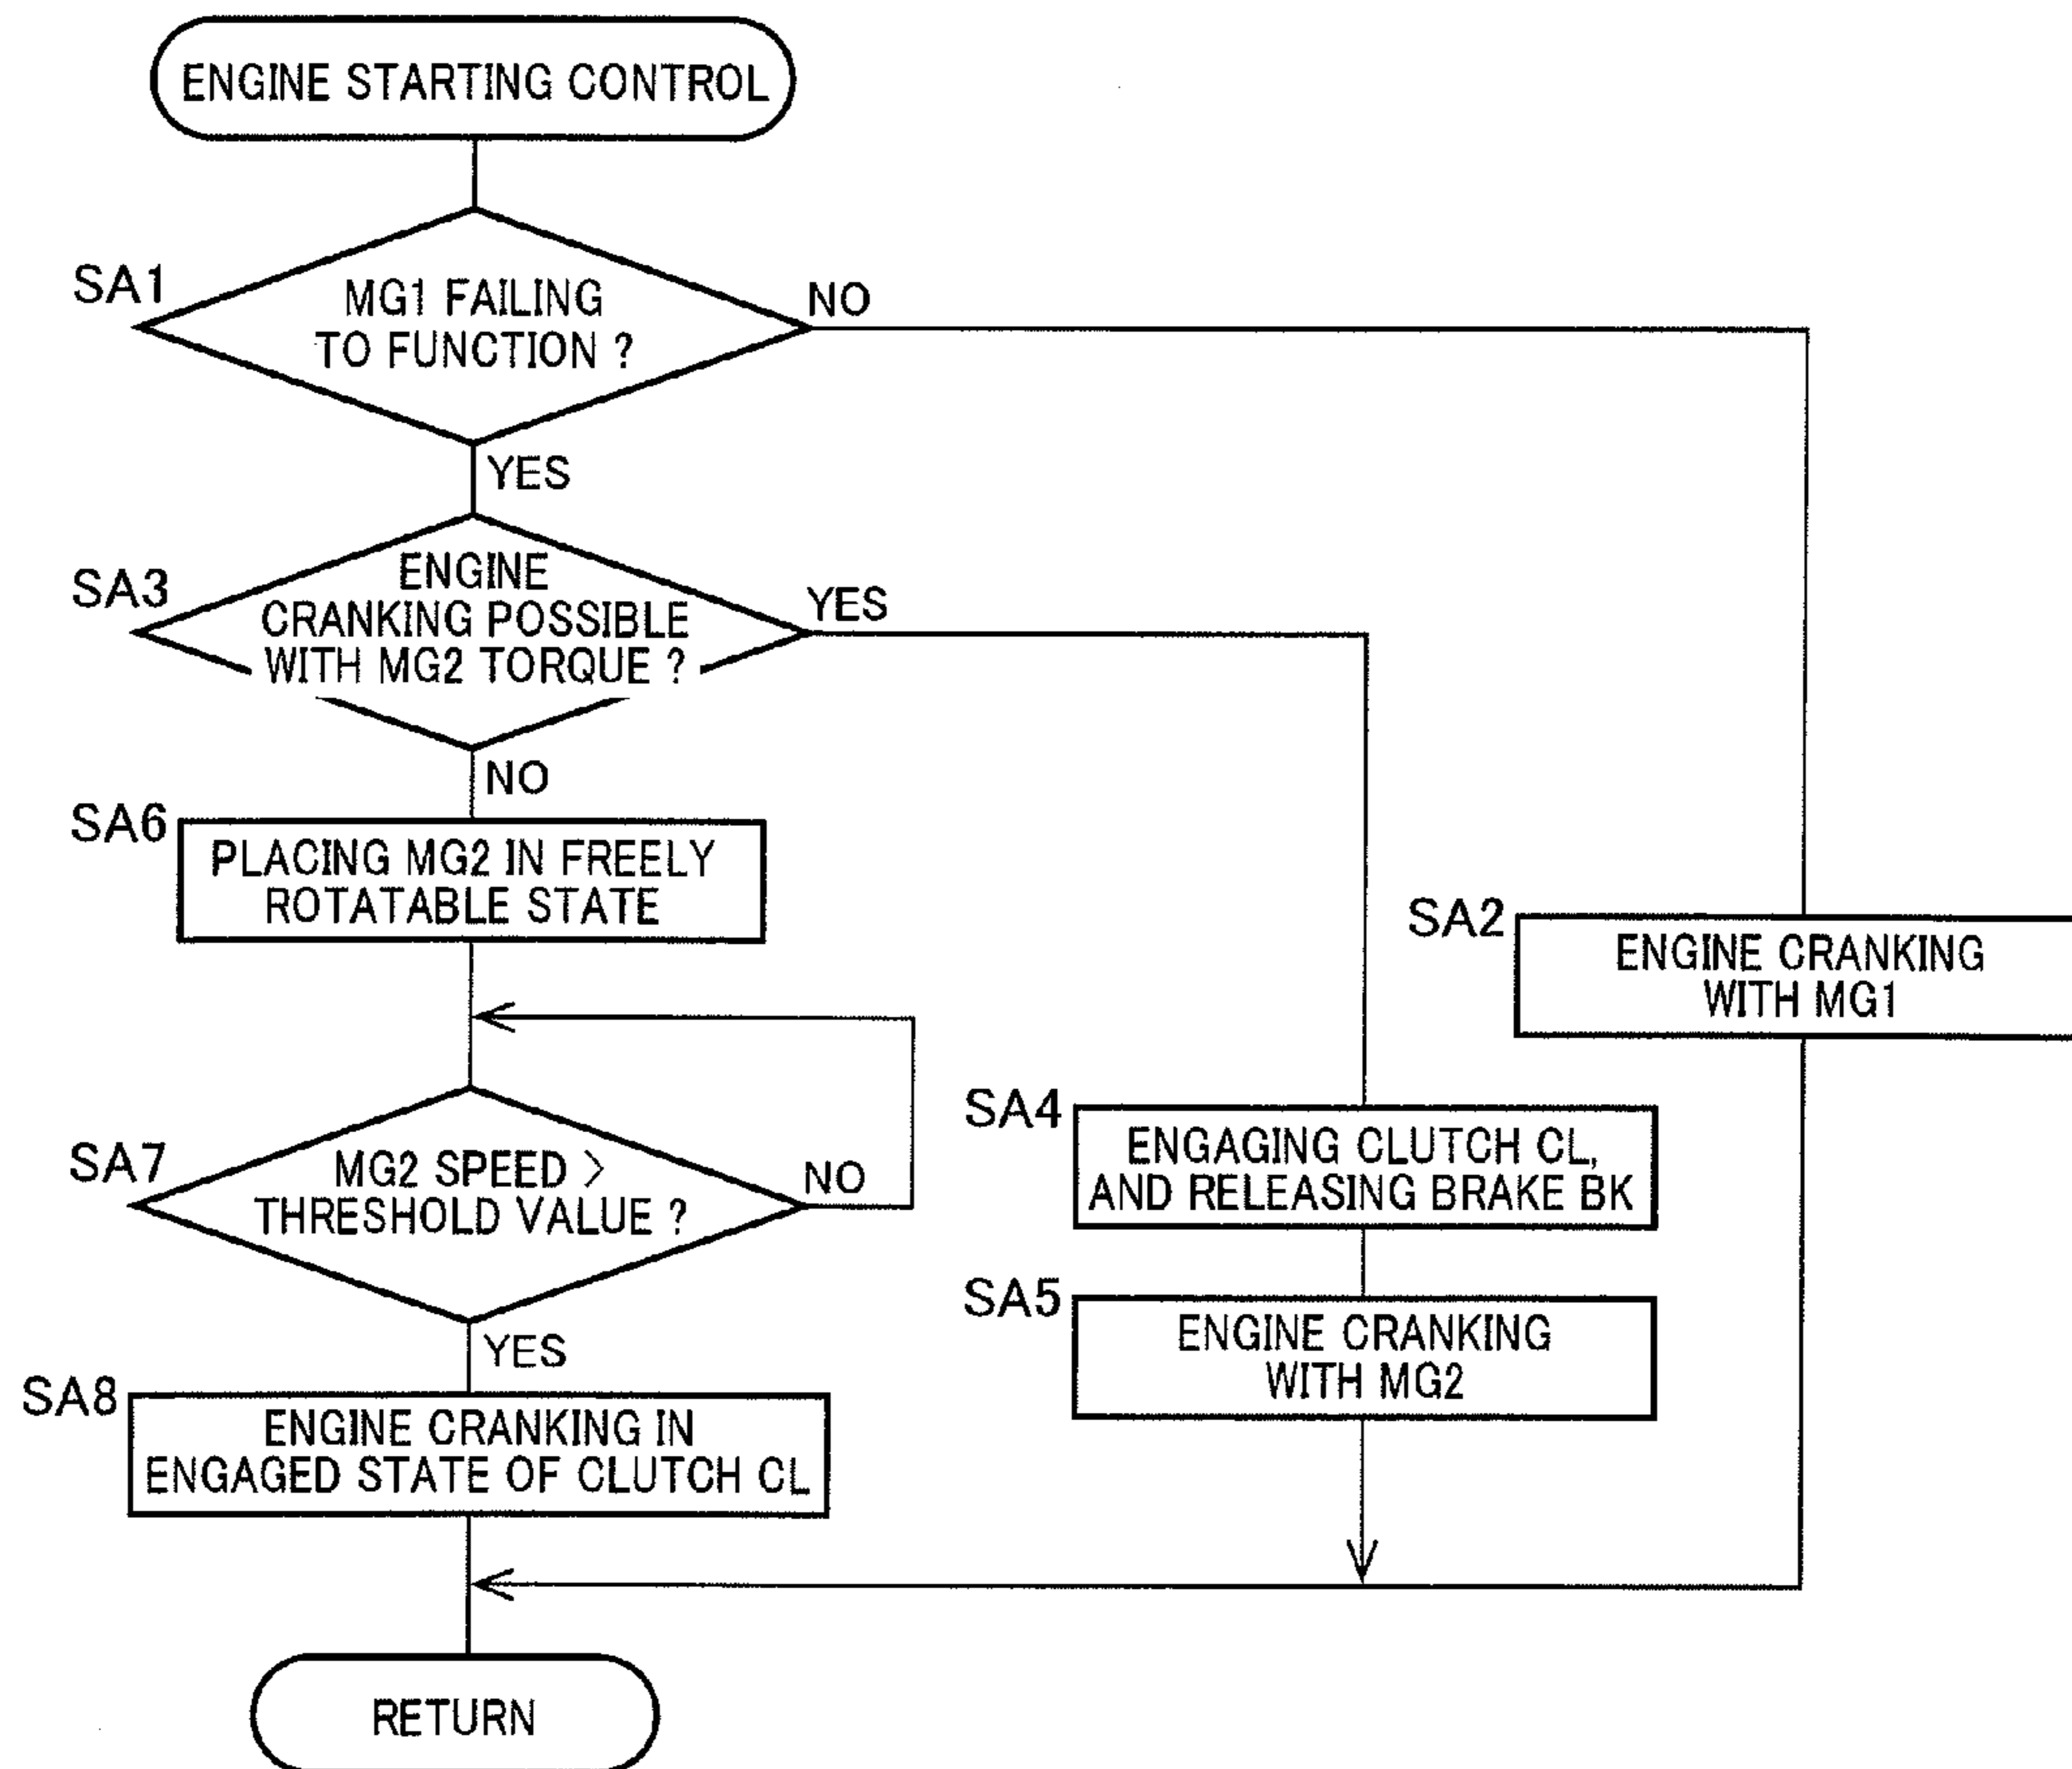 ENGINE STARTING CONTROL
SA1
MG1 FAILING
TO FUNCTION ?
NO
YES
SA3
ENGINE
CRANKING POSSIBLE
WITH MG2 TORQUE ?
YES
NO
SA6
PLACING MG2 IN FREELY
ROTATABLE STATE
SA2
ENGINE CRANKING
WITH MG1
SA7
MG2 SPEED >
THRESHOLD VALUE ?
NO
SA4
ENGAGING CLUTCH CL,
AND RELEASING BRAKE BK
SA5
ENGINE CRANKING
WITH MG2
YES
SA8
ENGINE CRANKING IN
ENGAGED STATE OF CLUTCH CL
RETURN